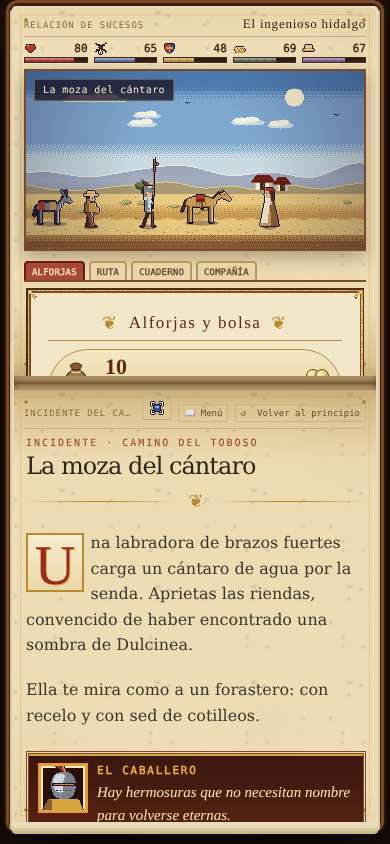 RELACIÓN DE SUCESOS
El ingenioso hidalgo
80 65 48 69 67
La moza del cántaro
ALFORJAS RUTA CUADERNO COMPAÑÍA
Alforjas y bolsa
10
INCIDENTE DEL CA… 📖 Menú ↺ Volver al principio
INCIDENTE · CAMINO DEL TOBOSO
La moza del cántaro
Una labradora de brazos fuertes
carga un cántaro de agua por la
senda. Aprietas las riendas,
convencido de haber encontrado una
sombra de Dulcinea.
Ella te mira como a un forastero: con
recelo y con sed de cotilleos.
EL CABALLERO
Hay hermosuras que no necesitan nombre
para volverse eternas.